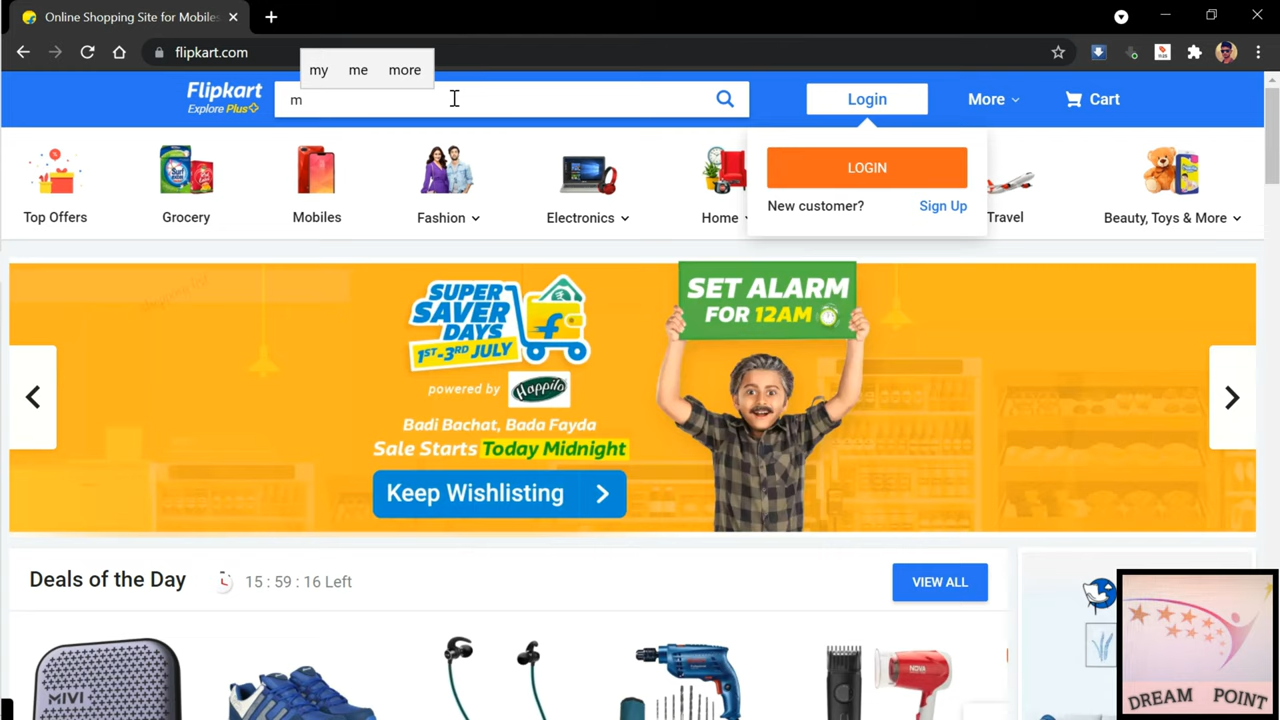 Online Shopping Site for Mobiles
flipkart.com
my me more
Flipkart
Explore Plus
m
Login
More
Cart
LOGIN
New customer? Sign Up
Top Offers
Grocery
Mobiles
Fashion
Electronics
Home
Travel
Beauty, Toys & More
SUPER
SAVER
DAYS
1ST-3RD JULY
powered by Happilo
Badi Bachat, Bada Fayda
Sale Starts Today Midnight
Keep Wishlisting
SET ALARM
FOR 12AM
Deals of the Day
15 : 59 : 16 Left
VIEW ALL
MIVI
NOVA
DREAM POINT